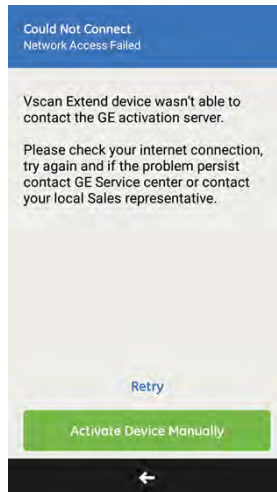 Could Not Connect
Network Access Failed
Vscan Extend device wasn't able to
contact the GE activation server.
Please check your internet connection,
try again and if the problem persist
contact GE Service center or contact
your local Sales representative.
Retry
Activate Device Manually